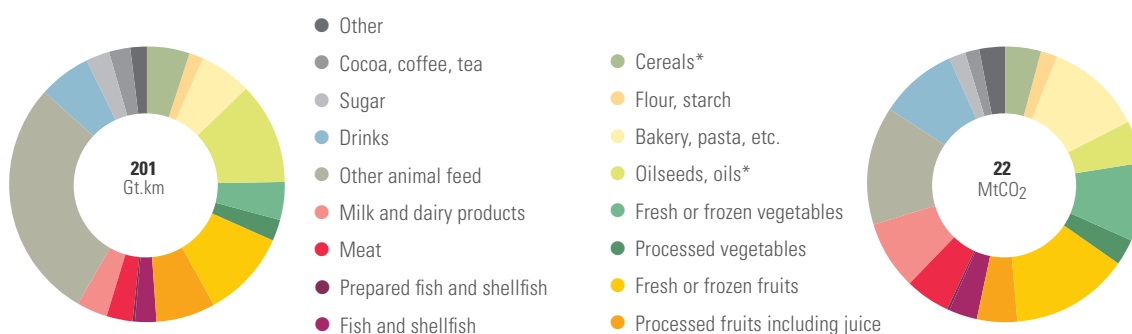 201
Gt.km
Other
Cocoa, coffee, tea
Sugar
Drinks
Other animal feed
Milk and dairy products
Meat
Prepared fish and shellfish
Fish and shellfish
Cereals*
Flour, starch
Bakery, pasta, etc.
Oilseeds, oils*
Fresh or frozen vegetables
Processed vegetables
Fresh or frozen fruits
Processed fruits including juice
22
MtCO₂